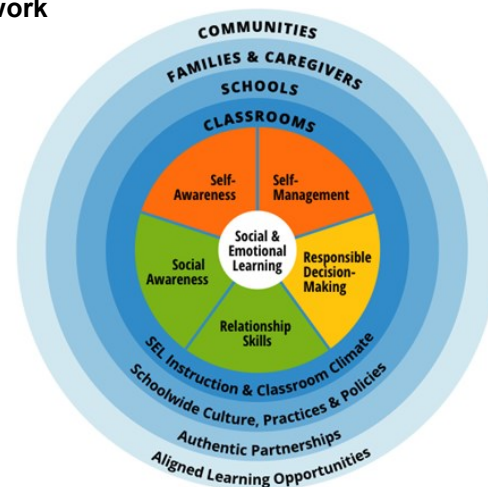 work
COMMUNITIES
FAMILIES & CAREGIVERS
SCHOOLS
CLASSROOMS
Self-
Awareness
Self-
Management
Social &
Emotional
Learning
Social
Awareness
Responsible
Decision-
Making
Relationship
Skills
SEL Instruction & Classroom Climate
Schoolwide Culture, Practices & Policies
Authentic Partnerships
Aligned Learning Opportunities